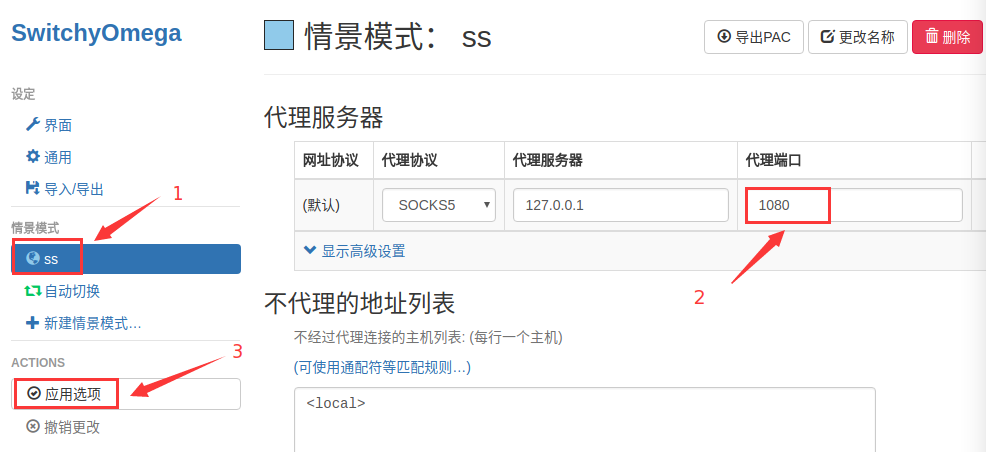 SwitchyOmega
设定
界面
通用
导入/导出
1
情景模式
ss
自动切换
新建情景模式…
ACTIONS
3
应用选项
撤销更改
情景模式： ss
导出PAC
更改名称
删除
代理服务器
网址协议 代理协议 代理服务器 代理端口
(默认) SOCKS5 127.0.0.1 1080
显示高级设置
2
不代理的地址列表
不经过代理连接的主机列表: (每行一个主机)
(可使用通配符等匹配规则…)
<local>